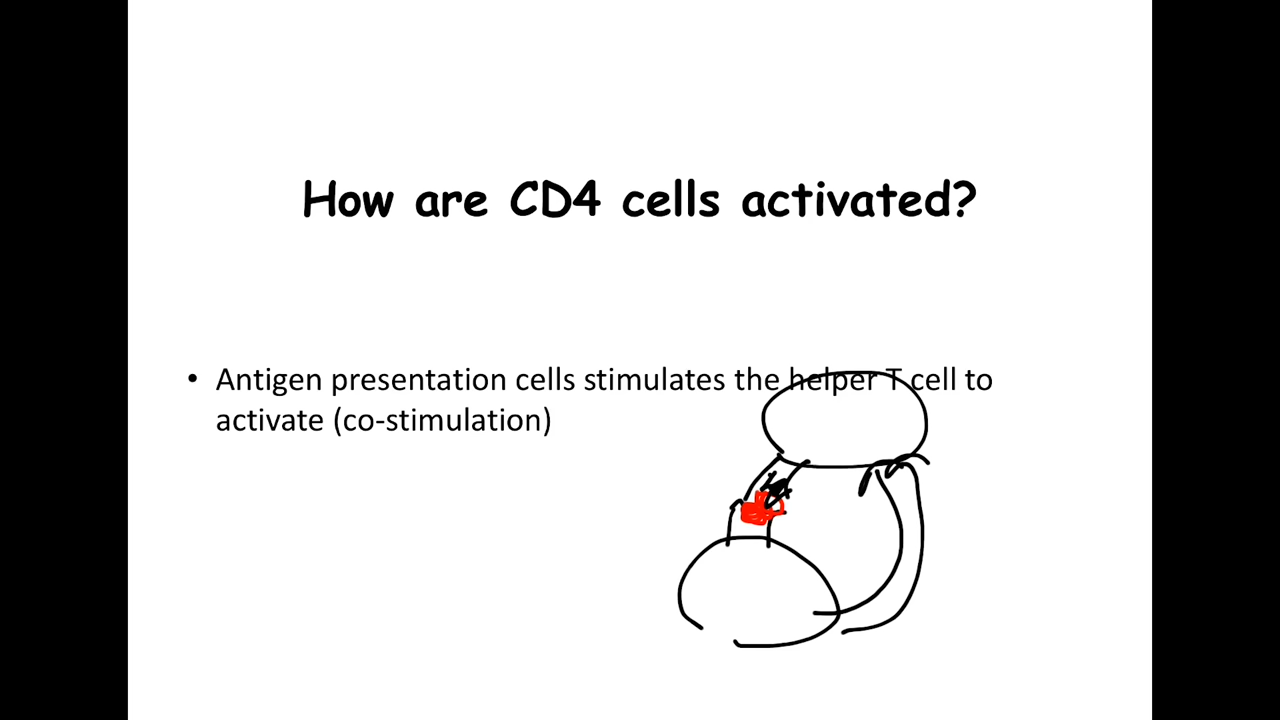 How are CD4 cells activated?
• Antigen presentation cells stimulates the helper T cell to
activate (co-stimulation)